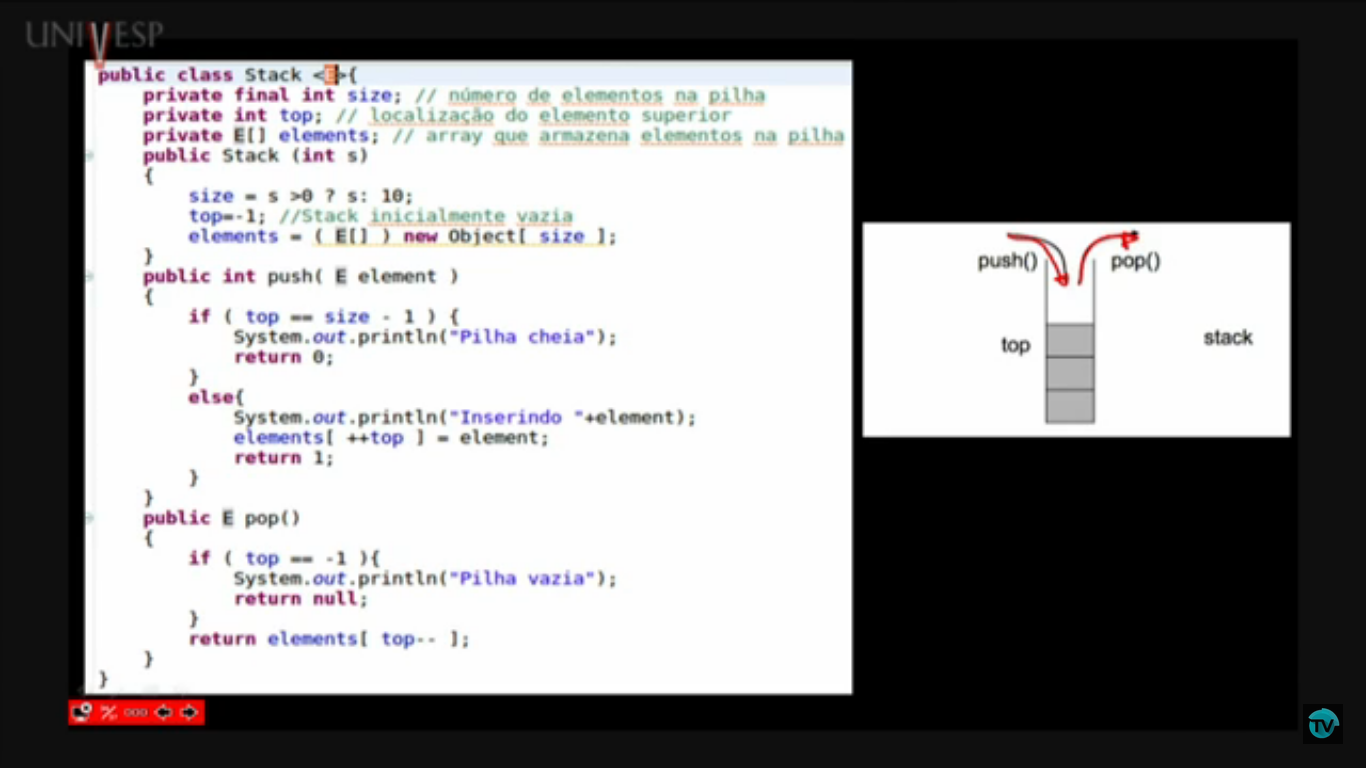 UNIVESP
public class Stack <E>{
private final int size; // número de elementos na pilha
private int top; // localização do elemento superior
private E[] elements; // array que armazena elementos na pilha
public Stack (int s)
{
size = s >0 ? s: 10;
top=-1; //Stack inicialmente vazia
elements = ( E[] ) new Object[ size ];
}
public int push( E element )
{
if ( top == size - 1 ) {
System.out.println("Pilha cheia");
return 0;
}
else{
System.out.println("Inserindo "+element);
elements[ ++top ] = element;
return 1;
}
}
public E pop()
{
if ( top == -1 ){
System.out.println("Pilha vazia");
return null;
}
return elements[ top-- ];
}
}
push() pop()
top
stack
TV